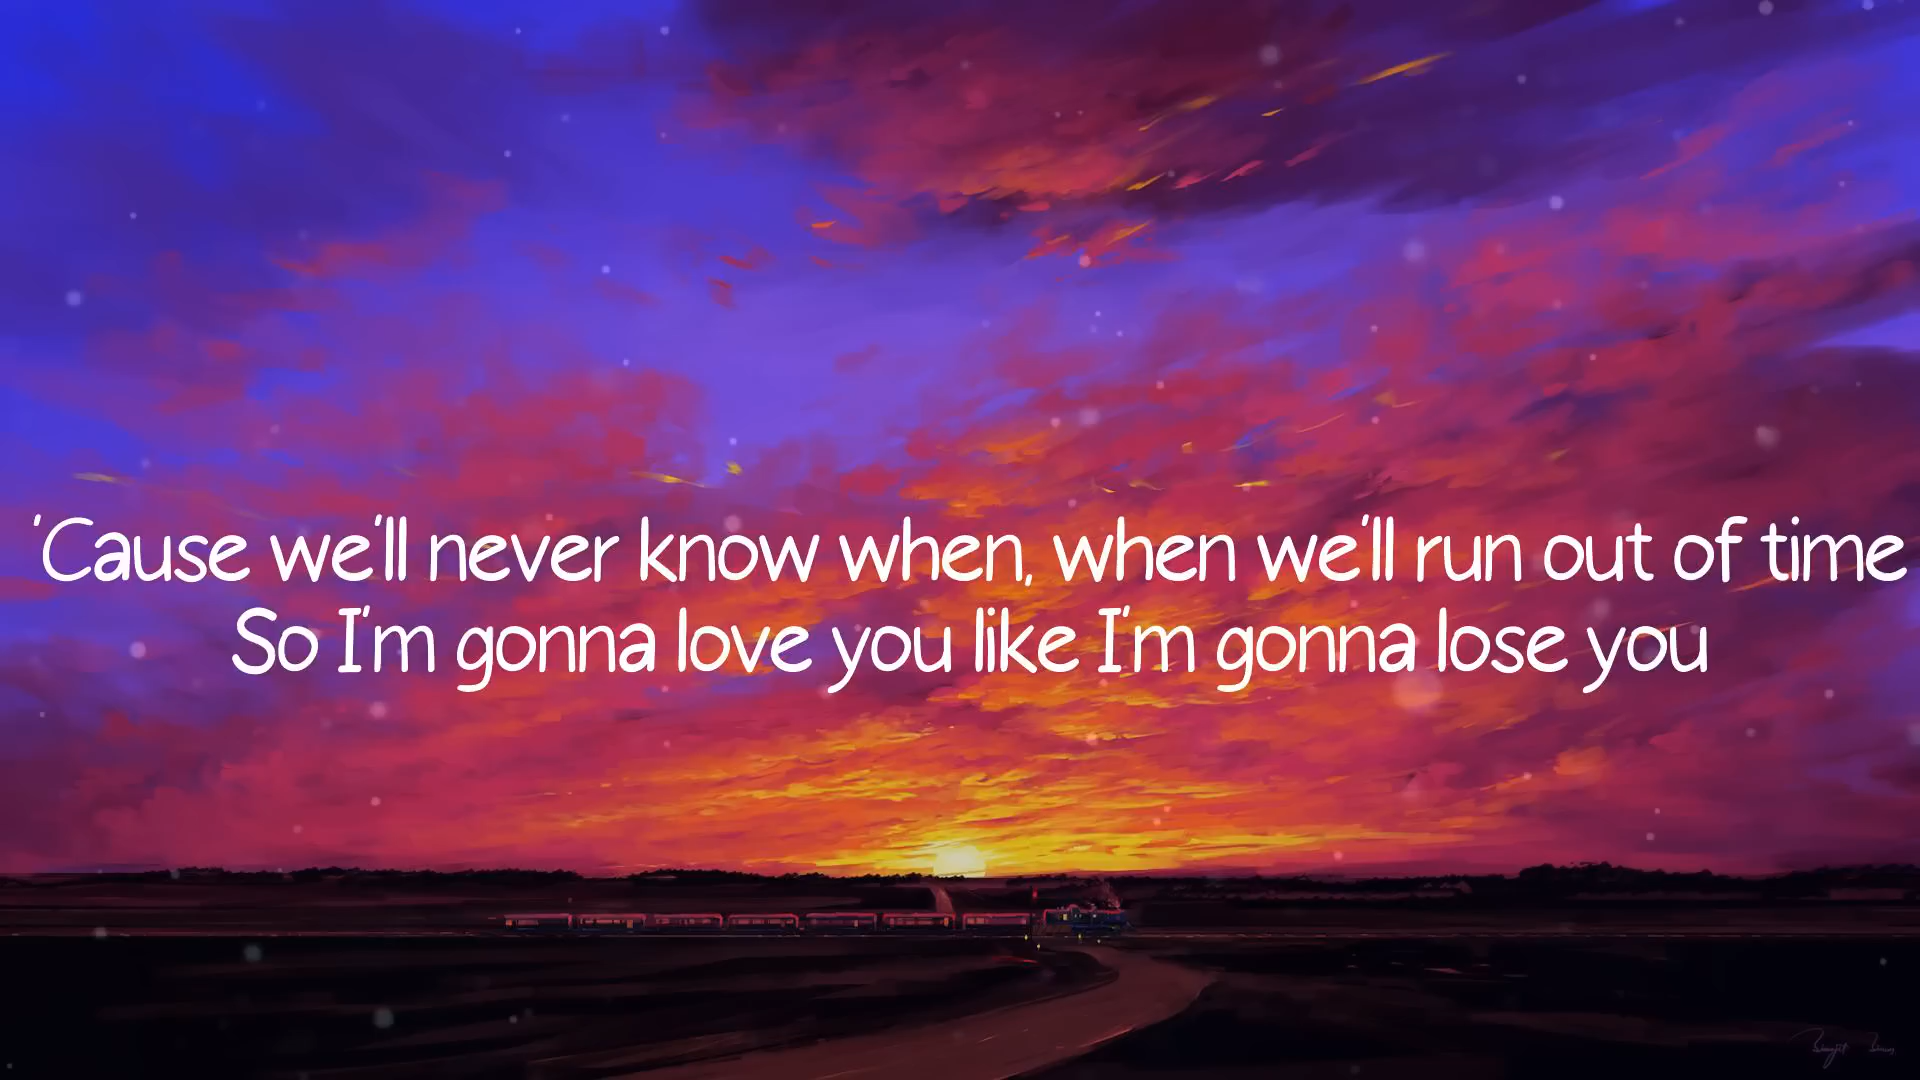 'Cause we'll never know when, when we'll run out of time
So I'm gonna love you like I'm gonna lose you